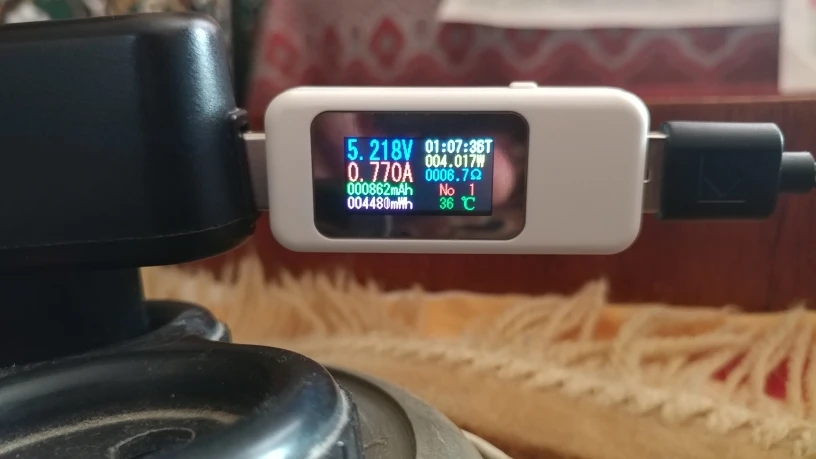 5.218V
0.770A
000862mAh
004480mWh
01:07:36T
004.017W
0006.7Ω
No 1
36 ℃